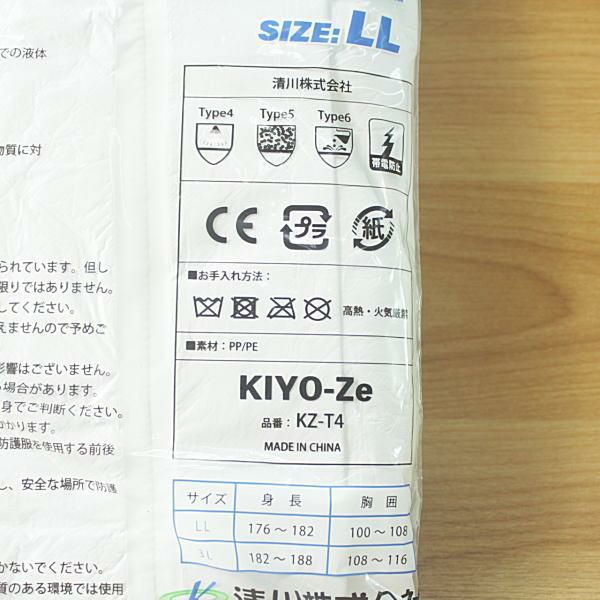 SIZE: LL
での液体
物質に対
られています。但し
限りではありません。
してください。
えませんので予めご
影響はございません。
場合があります。
身でご判断ください。
かります。
防護服を使用する前後
し、安全な場所で防護
かないでください。
質のある環境では使用
清川株式会社
Type4 Type5 Type6
帯電防止
CE プラ 紙
■お手入れ方法：
高熱・火気厳禁
■素材：PP/PE
KIYO-Ze
品番：KZ-T4
MADE IN CHINA
サイズ 身長 胸囲
LL 176～182 100～108
3L 182～188 108～116
清川株式会社